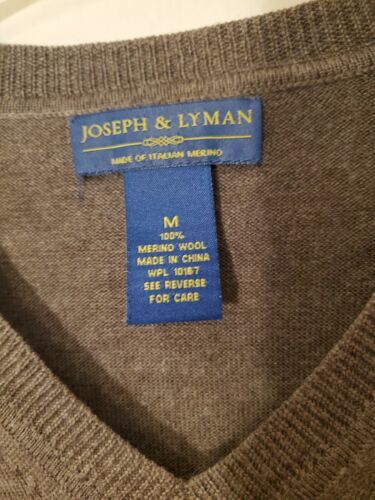 JOSEPH & LYMAN
MADE OF ITALIAN MERINO
M
100%
MERINO WOOL
MADE IN CHINA
WPL 10167
SEE REVERSE
FOR CARE